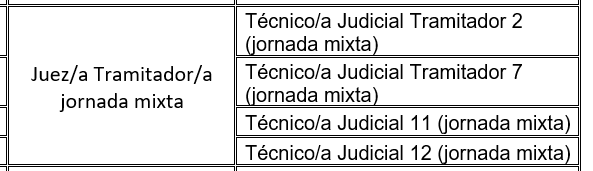 Juez/a Tramitador/a
jornada mixta
Técnico/a Judicial Tramitador 2
(jornada mixta)
Técnico/a Judicial Tramitador 7
(jornada mixta)
Técnico/a Judicial 11 (jornada mixta)
Técnico/a Judicial 12 (jornada mixta)